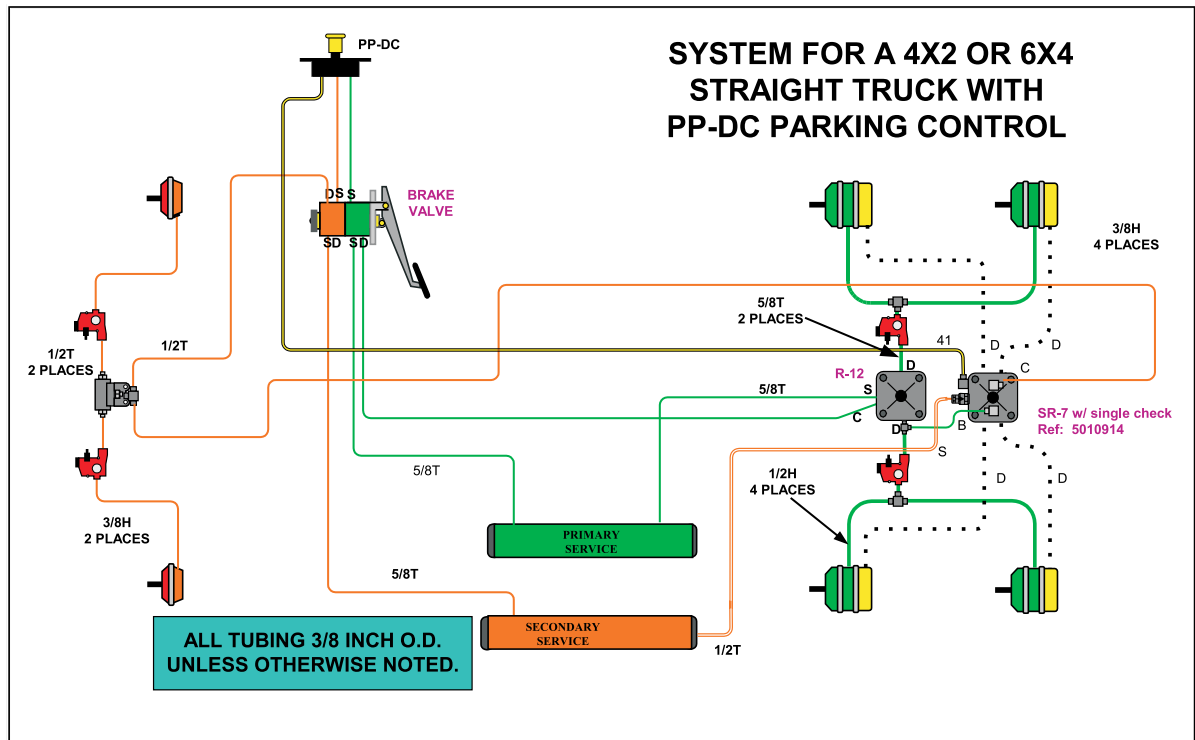 PP-DC
SYSTEM FOR A 4X2 OR 6X4
STRAIGHT TRUCK WITH
PP-DC PARKING CONTROL
DS S
BRAKE
VALVE
SD SD
3/8H
4 PLACES
5/8T
2 PLACES
1/2T
1/2T
2 PLACES
41
D
D
D
C
R-12
S
5/8T
C
SR-7 w/ single check
Ref: 5010914
D
B
S
5/8T
1/2H
4 PLACES
D
D
3/8H
2 PLACES
PRIMARY
SERVICE
5/8T
SECONDARY
SERVICE
1/2T
ALL TUBING 3/8 INCH O.D.
UNLESS OTHERWISE NOTED.